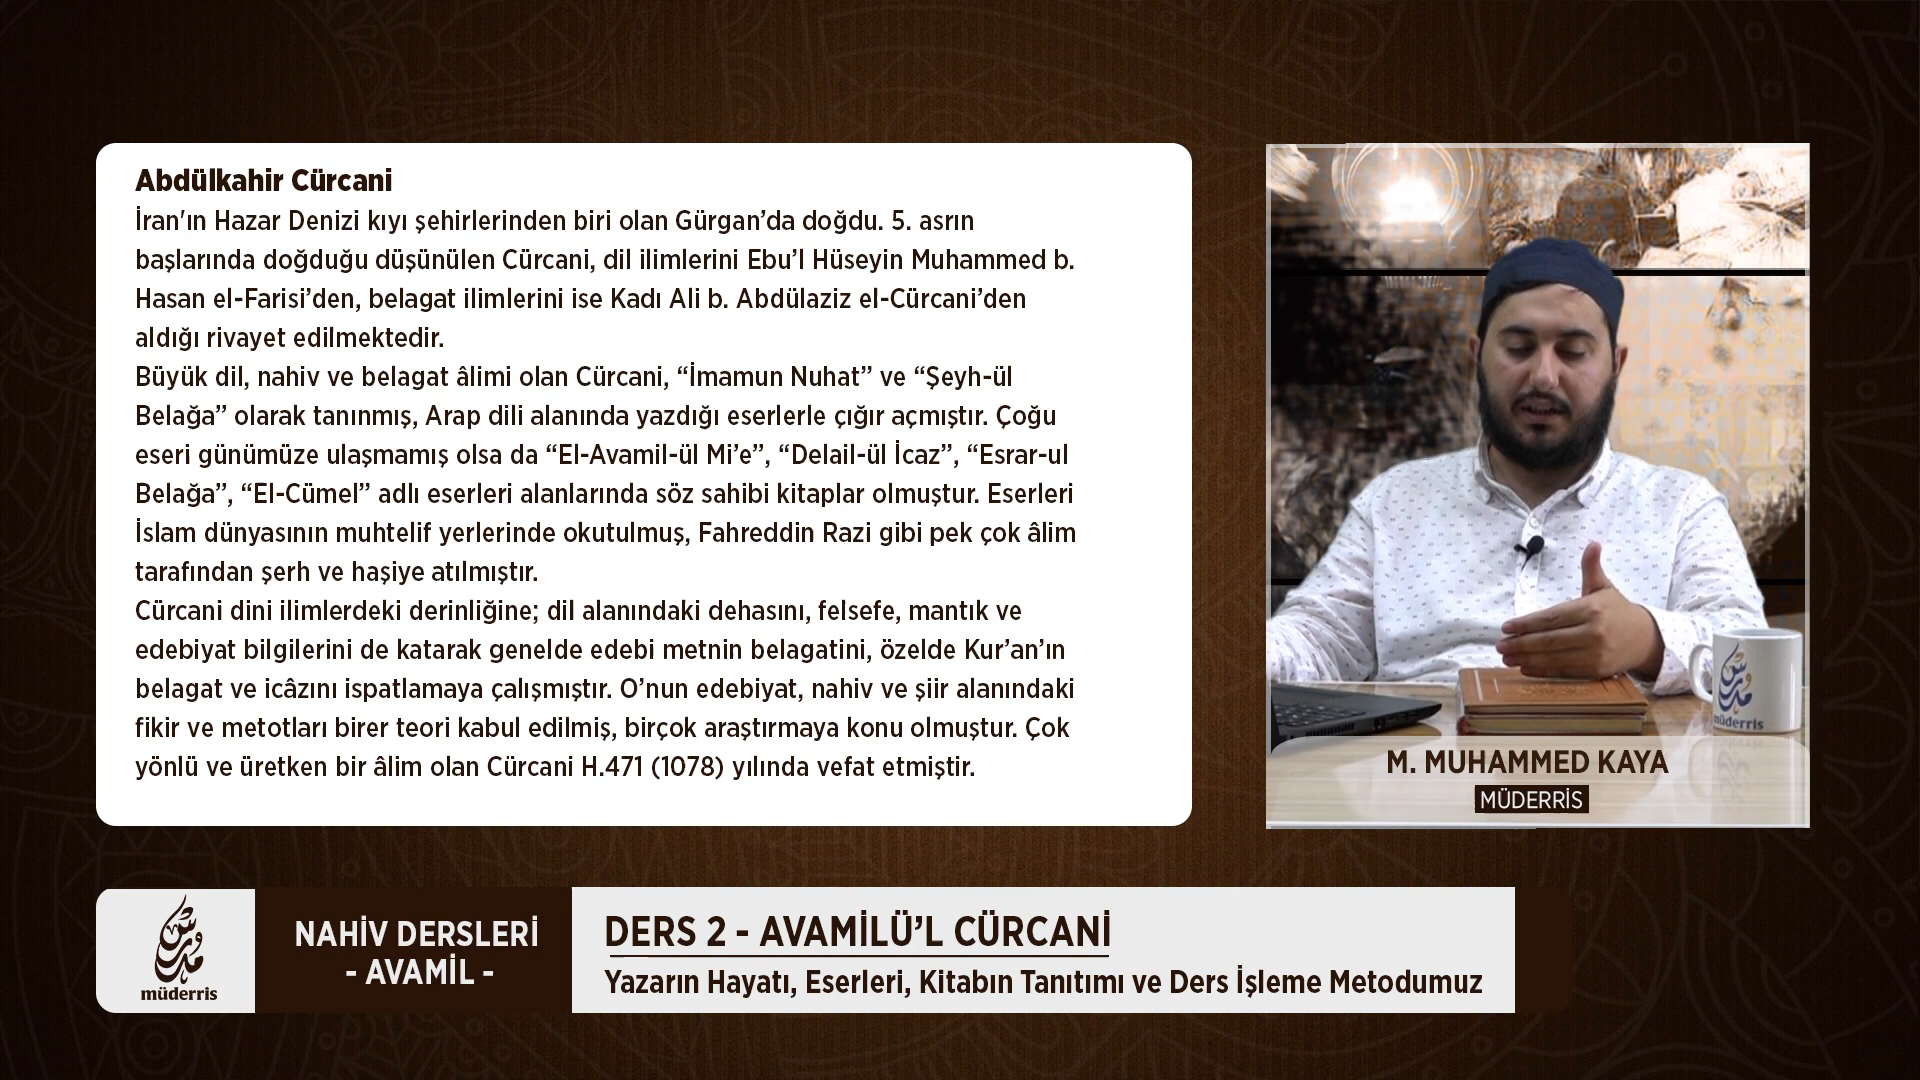 Abdülkahir Cürcani
İran'ın Hazar Denizi kıyı şehirlerinden biri olan Gürgan’da doğdu. 5. asrın
başlarında doğduğu düşünülen Cürcani, dil ilimlerini Ebu’l Hüseyin Muhammed b.
Hasan el-Farisi’den, belagat ilimlerini ise Kadı Ali b. Abdülaziz el-Cürcani’den
aldığı rivayet edilmektedir.
Büyük dil, nahiv ve belagat âlimi olan Cürcani, “İmamun Nuhat” ve “Şeyh-ül
Belağa” olarak tanınmış, Arap dili alanında yazdığı eserlerle çığır açmıştır. Çoğu
eseri günümüze ulaşmamış olsa da “El-Avamil-ül Mi’e”, “Delail-ül İcaz”, “Esrar-ul
Belağa”, “El-Cümel” adlı eserleri alanlarında söz sahibi kitaplar olmuştur. Eserleri
İslam dünyasının muhtelif yerlerinde okutulmuş, Fahreddin Razi gibi pek çok âlim
tarafından şerh ve haşiye atılmıştır.
Cürcani dini ilimlerdeki derinliğine; dil alanındaki dehasını, felsefe, mantık ve
edebiyat bilgilerini de katarak genelde edebi metnin belagatini, özelde Kur’an’ın
belagat ve icâzını ispatlamaya çalışmıştır. O’nun edebiyat, nahiv ve şiir alanındaki
fikir ve metotları birer teori kabul edilmiş, birçok araştırmaya konu olmuştur. Çok
yönlü ve üretken bir âlim olan Cürcani H.471 (1078) yılında vefat etmiştir.
مدرس
müderris
M. MUHAMMED KAYA
MÜDERRİS
مدرس
müderris
NAHİV DERSLERİ
- AVAMİL -
DERS 2 - AVAMİLÜ’L CÜRCANİ
Yazarın Hayatı, Eserleri, Kitabın Tanıtımı ve Ders İşleme Metodumuz